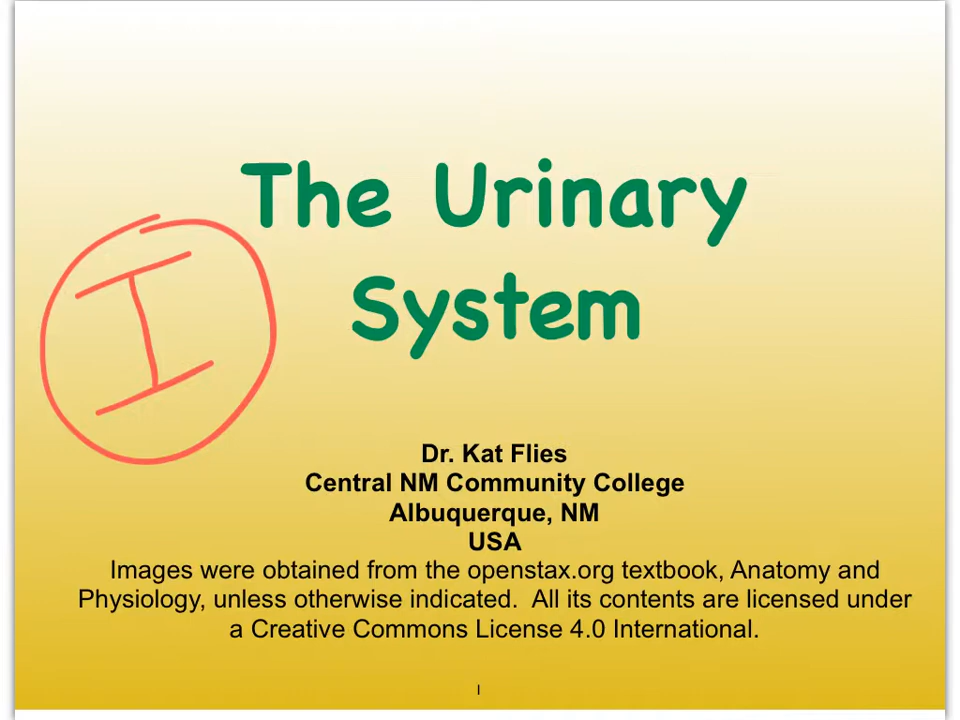 The Urinary
System
I
Dr. Kat Flies
Central NM Community College
Albuquerque, NM
USA
Images were obtained from the openstax.org textbook, Anatomy and
Physiology, unless otherwise indicated.  All its contents are licensed under
a Creative Commons License 4.0 International.
I